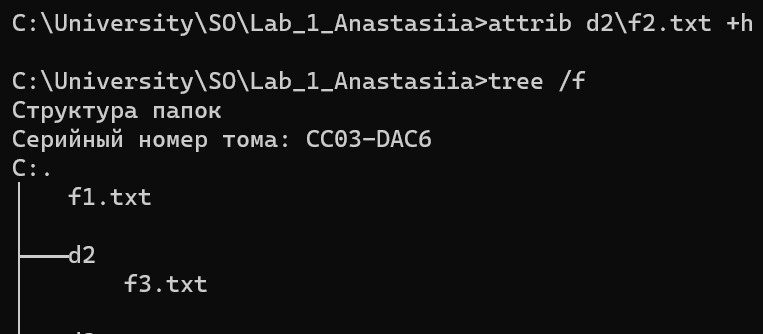 C:\University\SO\Lab_1_Anastasiia>attrib d2\f2.txt +h
C:\University\SO\Lab_1_Anastasiia>tree /f
Структура папок
Серийный номер тома: CC03-DAC6
C:.
f1.txt
d2
f3.txt